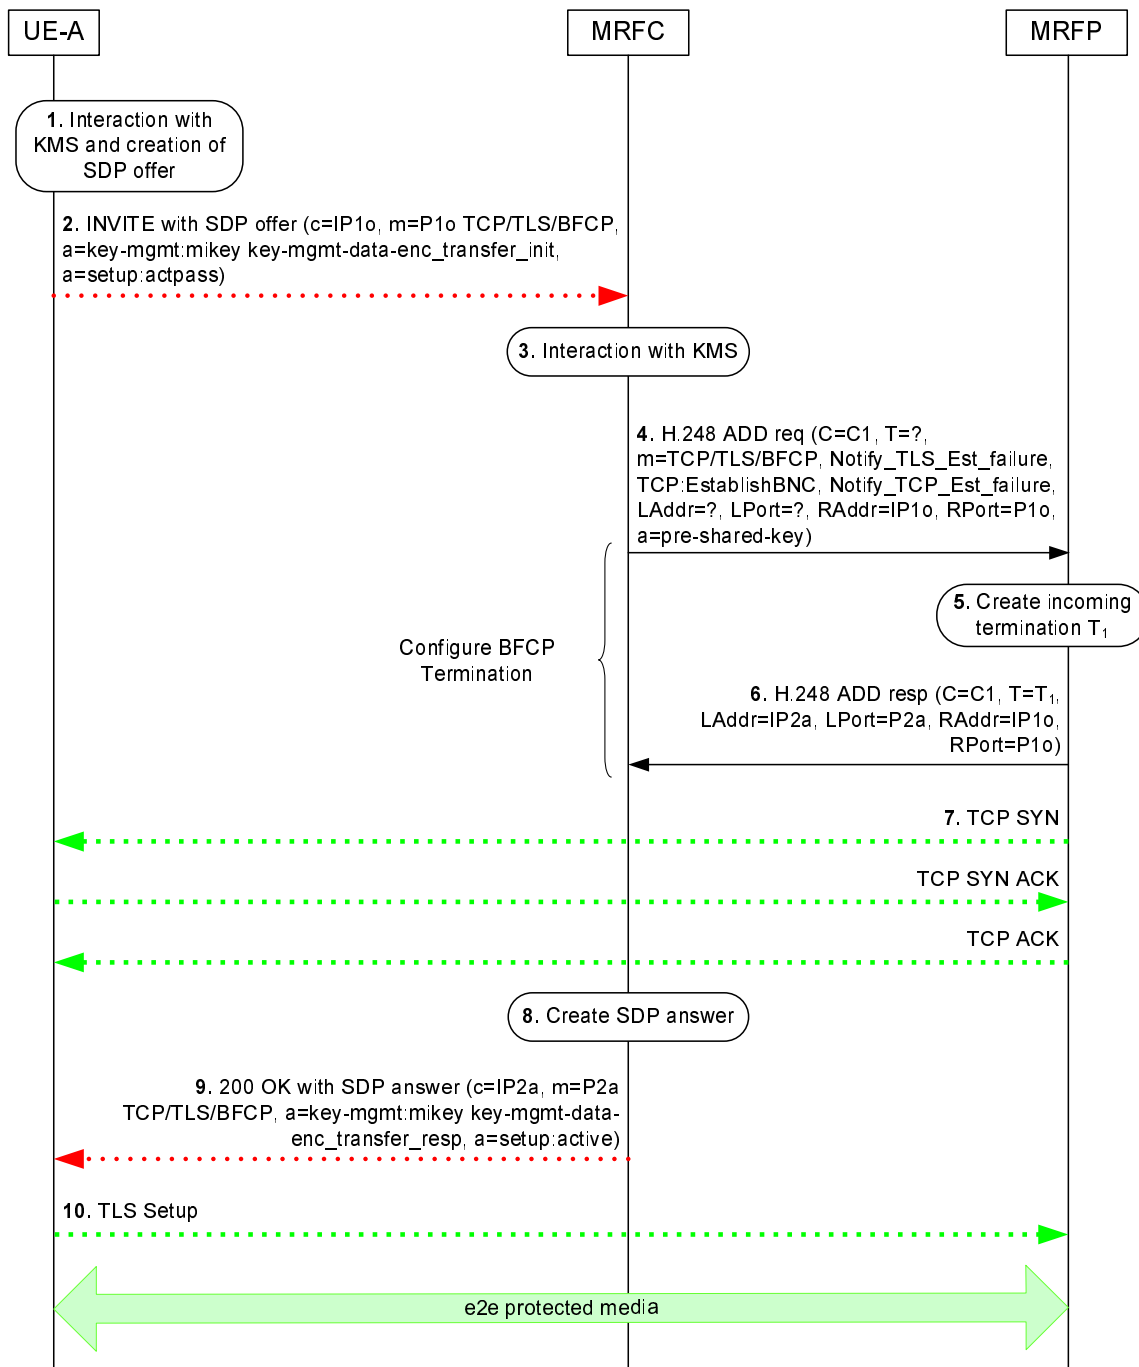 UE-A
MRFC
MRFP
1. Interaction with
KMS and creation of
SDP offer
2. INVITE with SDP offer (c=IP1o, m=P1o TCP/TLS/BFCP,
a=key-mgmt:mikey key-mgmt-data-enc_transfer_init,
a=setup:actpass)
3. Interaction with KMS
4. H.248 ADD req (C=C1, T=?,
m=TCP/TLS/BFCP, Notify_TLS_Est_failure,
TCP:EstablishBNC, Notify_TCP_Est_failure,
LAddr=?, LPort=?, RAddr=IP1o, RPort=P1o,
a=pre-shared-key)
5. Create incoming
termination T₁
Configure BFCP
Termination
6. H.248 ADD resp (C=C1, T=T₁,
LAddr=IP2a, LPort=P2a, RAddr=IP1o,
RPort=P1o)
7. TCP SYN
TCP SYN ACK
TCP ACK
8. Create SDP answer
9. 200 OK with SDP answer (c=IP2a, m=P2a
TCP/TLS/BFCP, a=key-mgmt:mikey key-mgmt-data-
enc_transfer_resp, a=setup:active)
10. TLS Setup
e2e protected media